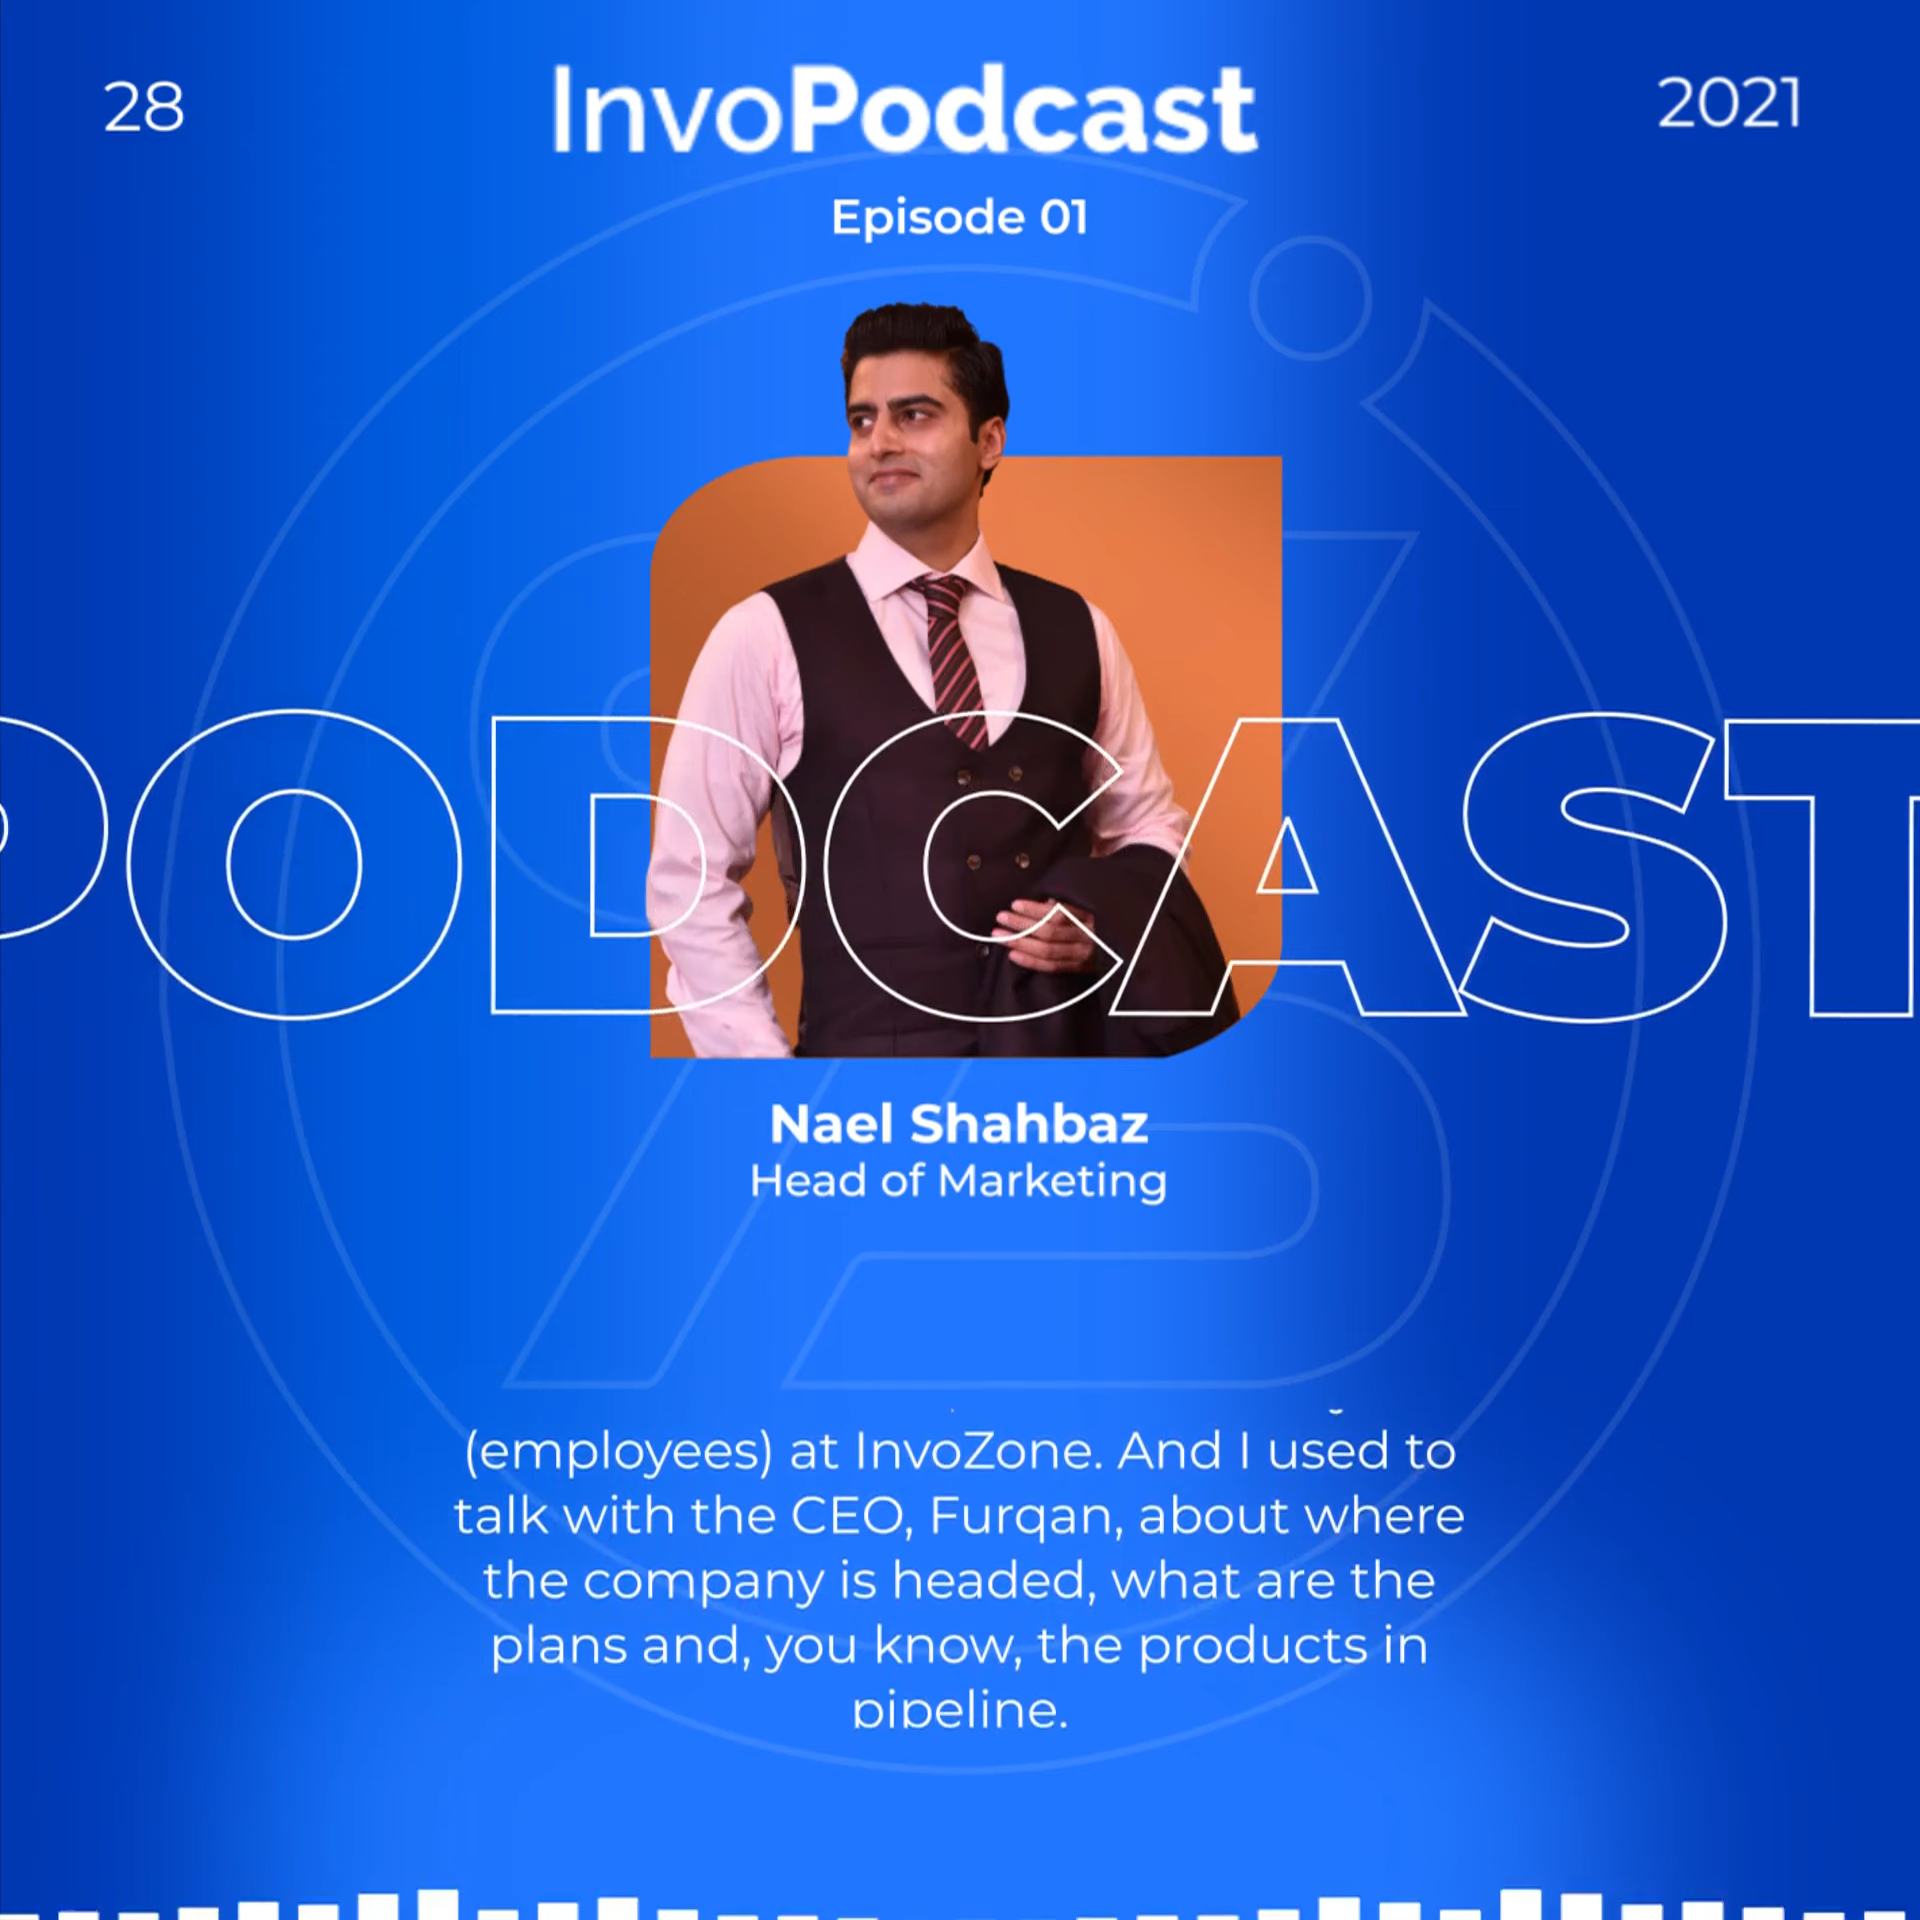 28
InvoPodcast
2021
Episode 01
PODCAST
Nael Shahbaz
Head of Marketing
(employees) at InvoZone. And I used to
talk with the CEO, Furqan, about where
the company is headed, what are the
plans and, you know, the products in
pipeline.